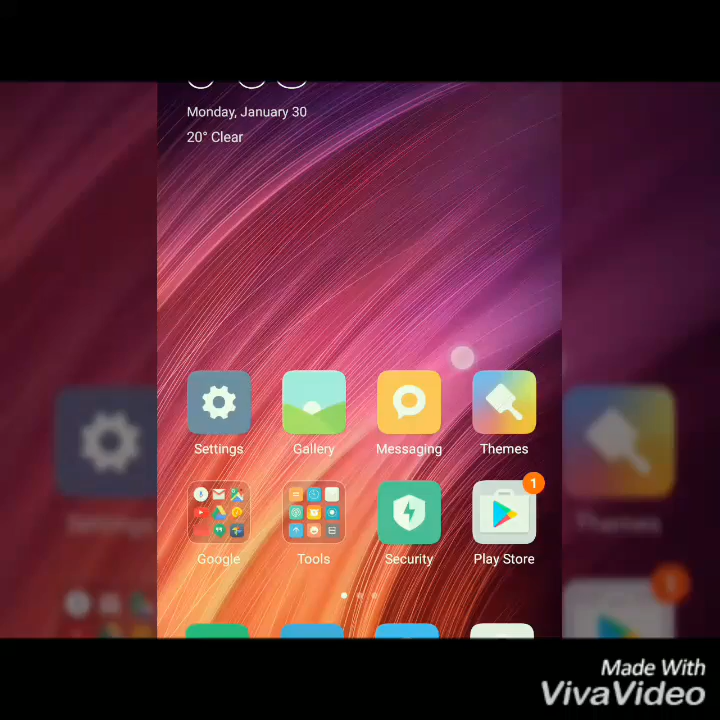 Monday, January 30
20° Clear
Settings
Gallery
Messaging
Themes
1
Google
Tools
Security
Play Store
Made With
VivaVideo